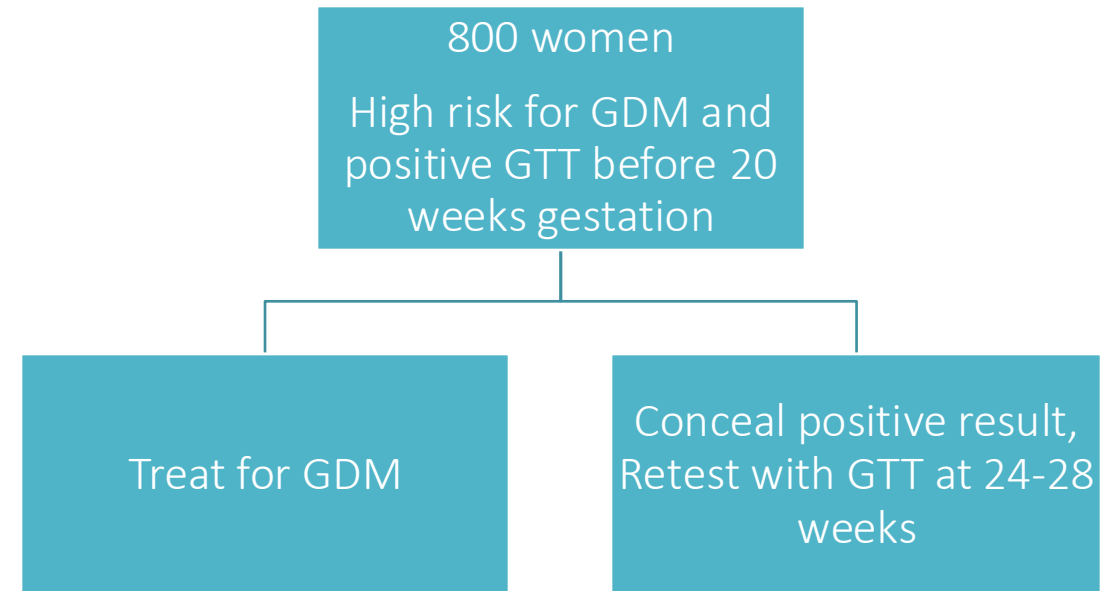 800 women
High risk for GDM and
positive GTT before 20
weeks gestation
Treat for GDM
Conceal positive result,
Retest with GTT at 24-28
weeks